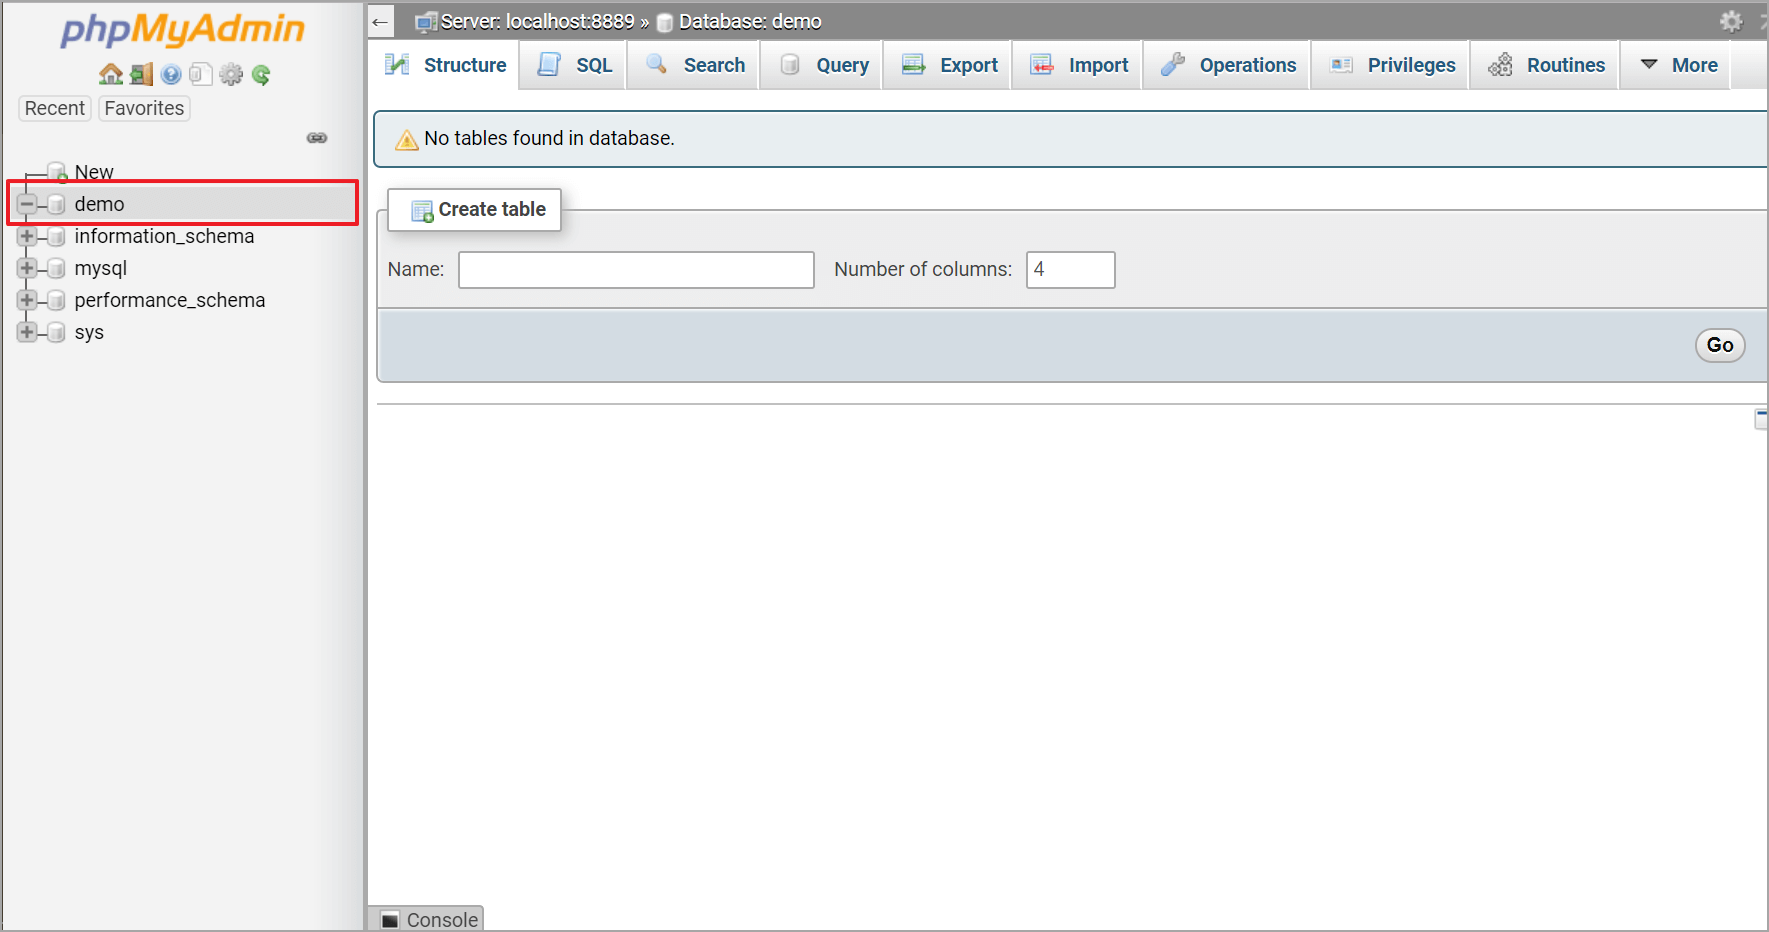 phpMyAdmin
Recent Favorites
New
demo
information_schema
mysql
performance_schema
sys
← Server: localhost:8889 » Database: demo
Structure SQL Search Query Export Import Operations Privileges Routines More
No tables found in database.
Create table
Name: Number of columns: 4
Go
Console